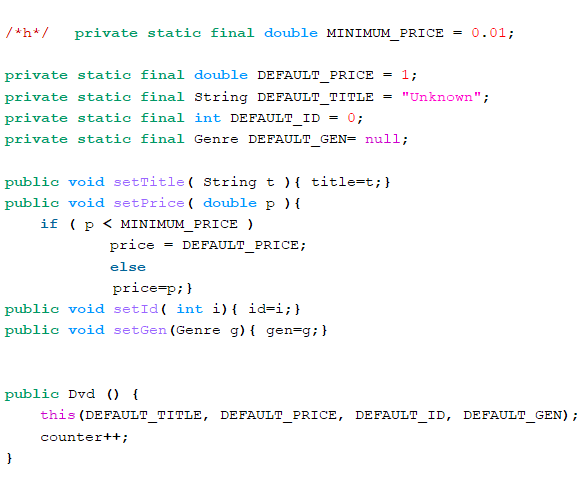 /*h*/   private static final double MINIMUM_PRICE = 0.01;
private static final double DEFAULT_PRICE = 1;
private static final String DEFAULT_TITLE = "Unknown";
private static final int DEFAULT_ID = 0;
private static final Genre DEFAULT_GEN= null;
public void setTitle( String t ){ title=t;}
public void setPrice( double p ){
    if ( p < MINIMUM_PRICE )
            price = DEFAULT_PRICE;
            else
            price=p;}
public void setId( int i){ id=i;}
public void setGen(Genre g){ gen=g;}
public Dvd () {
    this(DEFAULT_TITLE, DEFAULT_PRICE, DEFAULT_ID, DEFAULT_GEN);
    counter++;
}